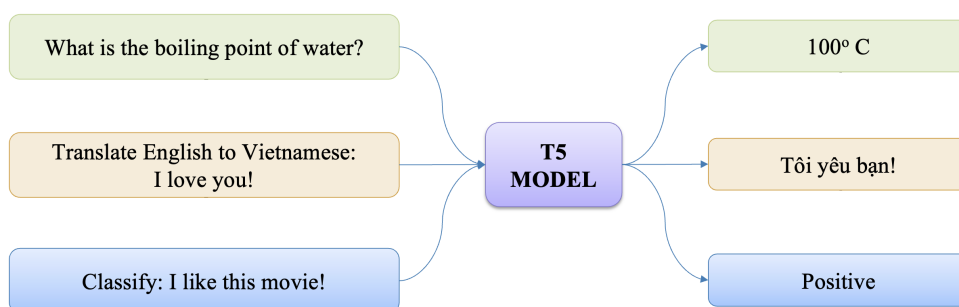 What is the boiling point of water?
100º C
Translate English to Vietnamese:
I love you!
T5
MODEL
Tôi yêu bạn!
Classify: I like this movie!
Positive